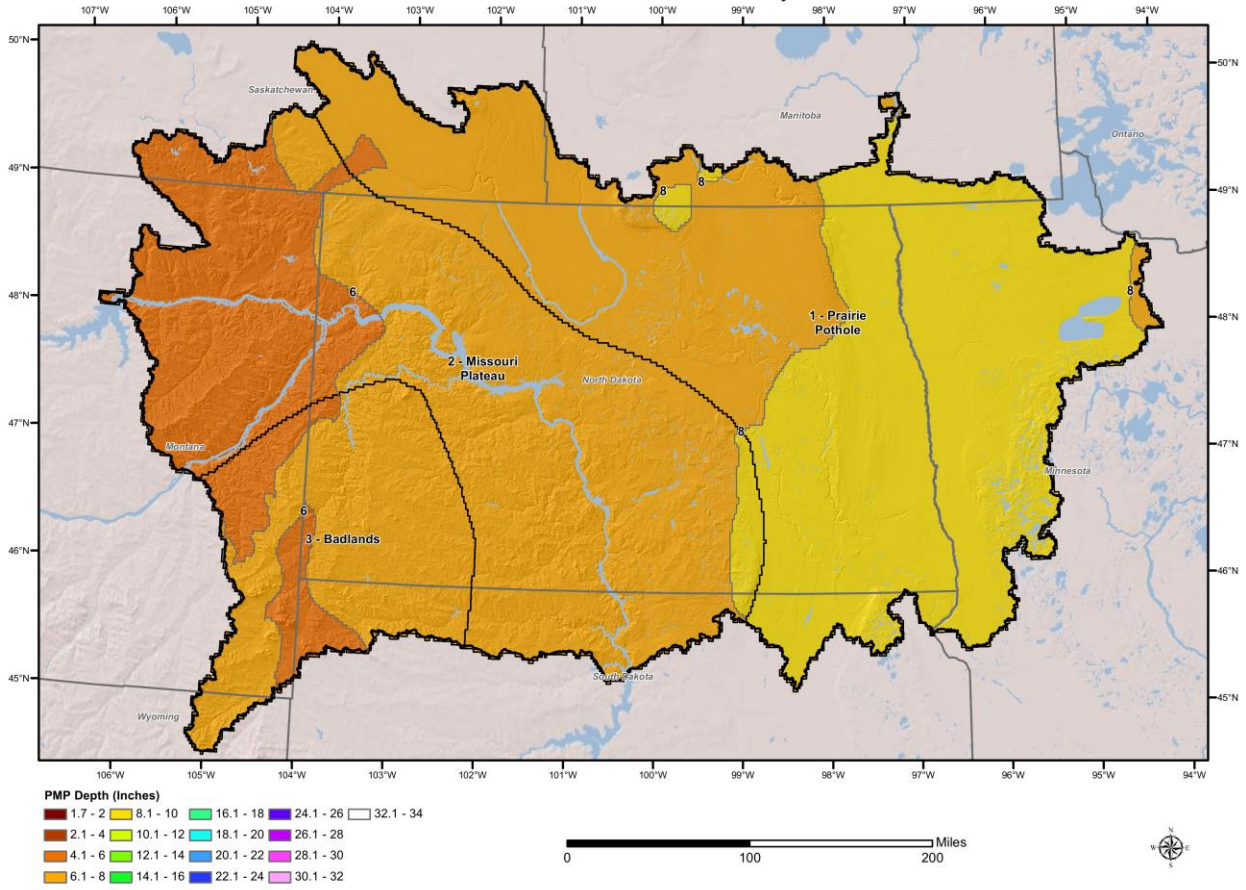 107°W 106°W 105°W 104°W 103°W 102°W 101°W 100°W 99°W 98°W 97°W 96°W 95°W 94°W
50°N 50°N
Saskatchewan
Manitoba
Ontario
49°N 49°N
8
8
48°N 48°N
6
8
1 - Prairie
Pothole
2 - Missouri
Plateau
North Dakota
47°N 47°N
8
Montana
Minnesota
6
3 - Badlands
46°N 46°N
45°N 45°N
South Dakota
Wyoming
106°W 105°W 104°W 103°W 102°W 101°W 100°W 99°W 98°W 97°W 96°W 95°W 94°W
PMP Depth (Inches)
1.7 - 2 8.1 - 10 16.1 - 18 24.1 - 26 32.1 - 34
2.1 - 4 10.1 - 12 18.1 - 20 26.1 - 28
4.1 - 6 12.1 - 14 20.1 - 22 28.1 - 30
6.1 - 8 14.1 - 16 22.1 - 24 30.1 - 32
Miles
0 100 200
N
W E
S